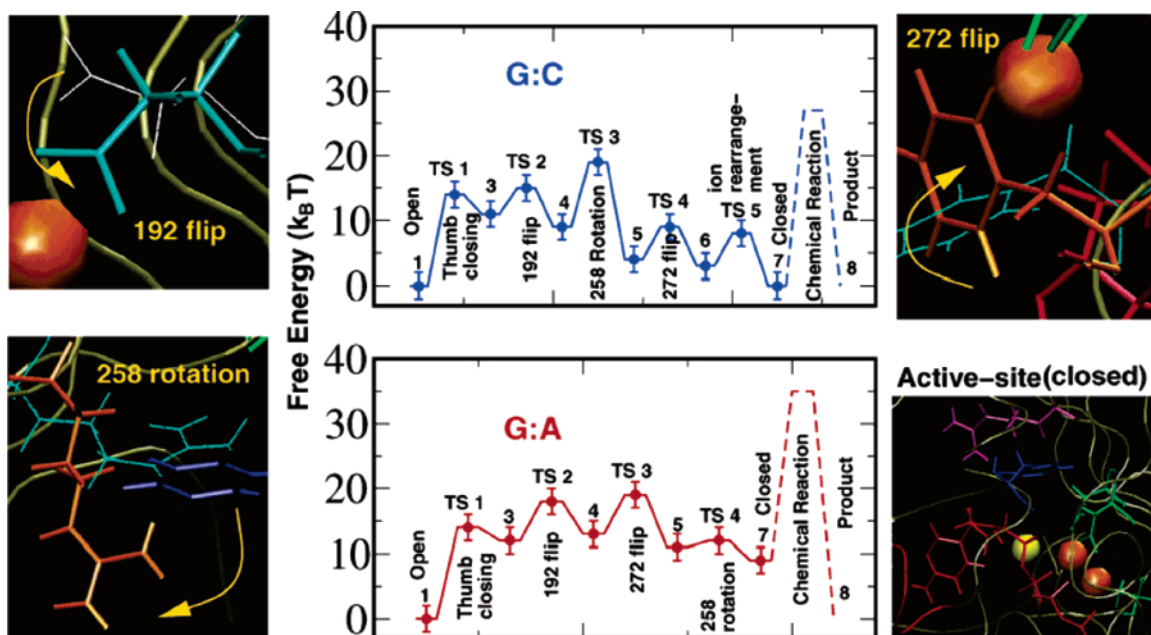 192 flip
258 rotation
Free Energy (kBT)
40
30
20
10
0
G:C
Open
1
TS 1
Thumb
closing
3
TS 2
192 flip
4
TS 3
258 Rotation
5
TS 4
272 flip
6
ion
rearrange-
ment
TS 5
7
Closed
Chemical Reaction
Product
8
40
30
20
10
0
G:A
Open
1
TS 1
Thumb
closing
3
TS 2
192 flip
4
TS 3
272 flip
5
TS 4
258
rotation
7
Closed
Chemical Reaction
Product
8
272 flip
Active-site(closed)